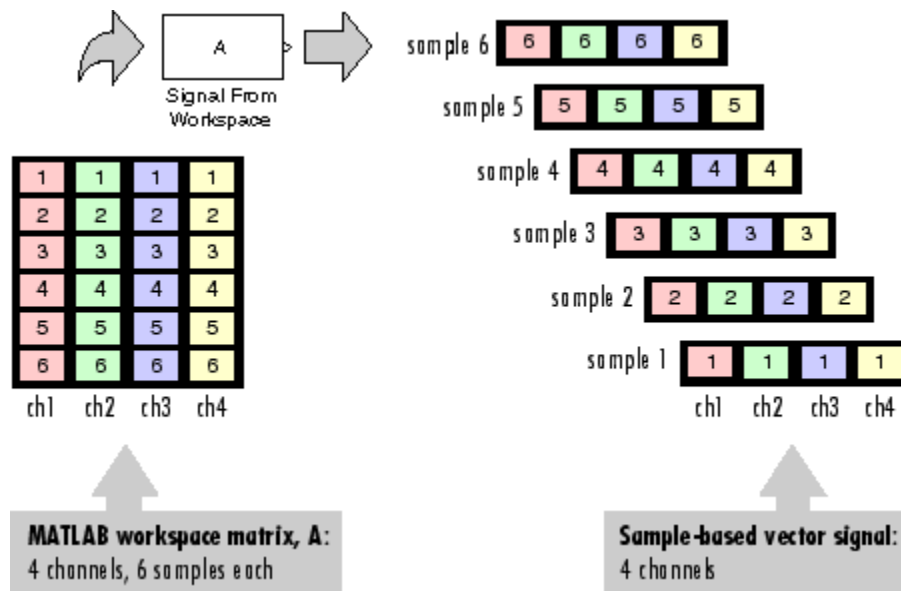 A
Signal From
Workspace
1 1 1 1
2 2 2 2
3 3 3 3
4 4 4 4
5 5 5 5
6 6 6 6
ch1 ch2 ch3 ch4
MATLAB workspace matrix, A:
4 channels, 6 samples each
sample 6 6 6 6 6
sample 5 5 5 5 5
sample 4 4 4 4 4
sample 3 3 3 3 3
sample 2 2 2 2 2
sample 1 1 1 1 1
ch1 ch2 ch3 ch4
Sample-based vector signal:
4 channels